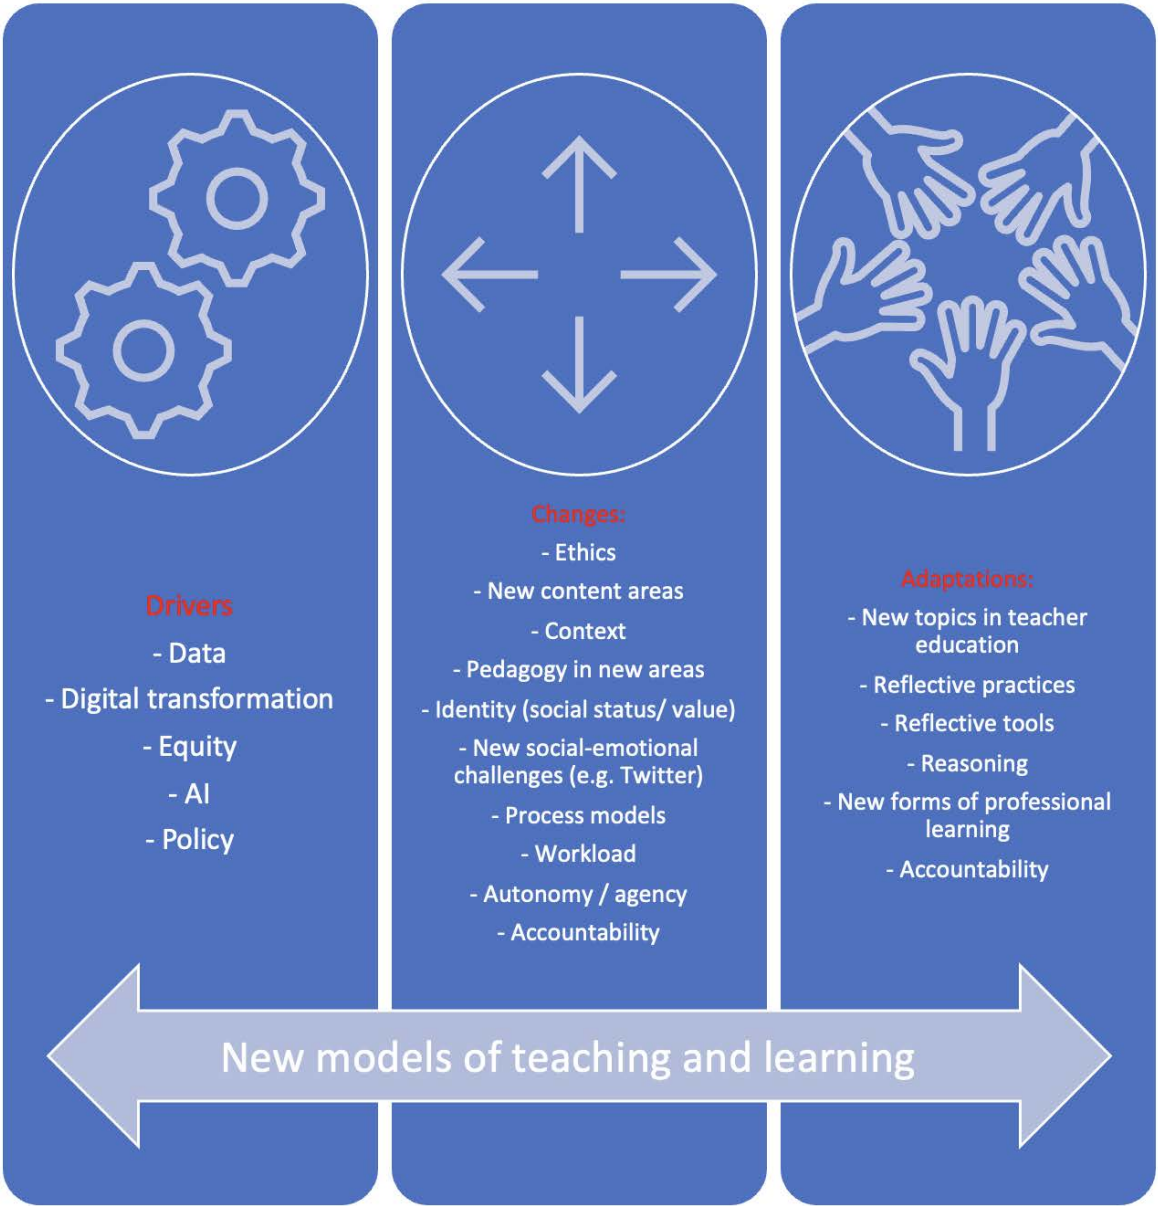 Drivers
- Data
- Digital transformation
- Equity
- AI
- Policy
Changes:
- Ethics
- New content areas
- Context
- Pedagogy in new areas
- Identity (social status/ value)
- New social-emotional
challenges (e.g. Twitter)
- Process models
- Workload
- Autonomy / agency
- Accountability
Adaptations:
- New topics in teacher
education
- Reflective practices
- Reflective tools
- Reasoning
- New forms of professional
learning
- Accountability
New models of teaching and learning